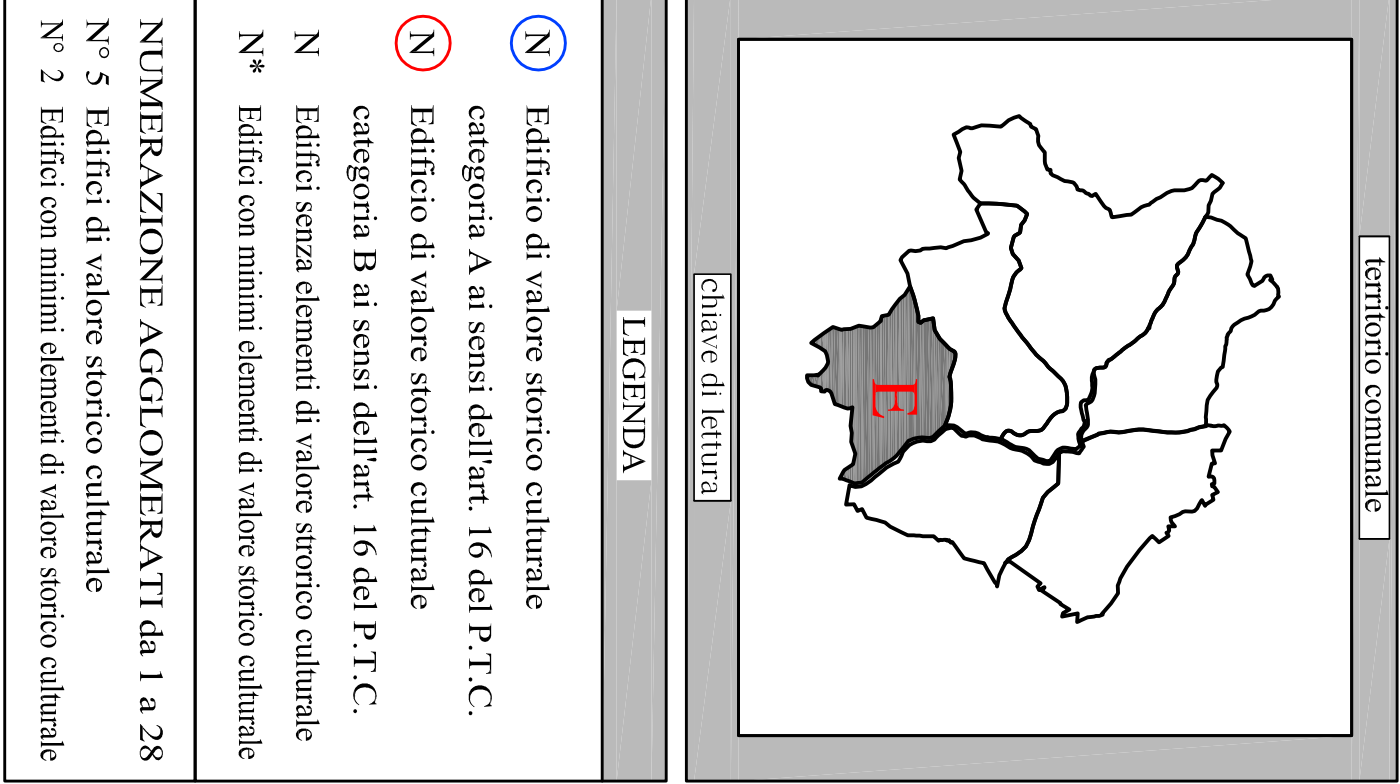 territorio comunale
E
chiave di lettura
LEGENDA
N Edificio di valore storico culturale
categoria A ai sensi dell'art. 16 del P.T.C.
N Edificio di valore storico culturale
categoria B ai sensi dell'art. 16 del P.T.C.
N Edifici senza elementi di valore strorico culturale
N* Edifici con minimi elementi di valore storico culturale
NUMERAZIONE AGGLOMERATI da 1 a 28
N° 5 Edifici di valore storico culturale
N° 2 Edifici con minimi elementi di valore storico culturale